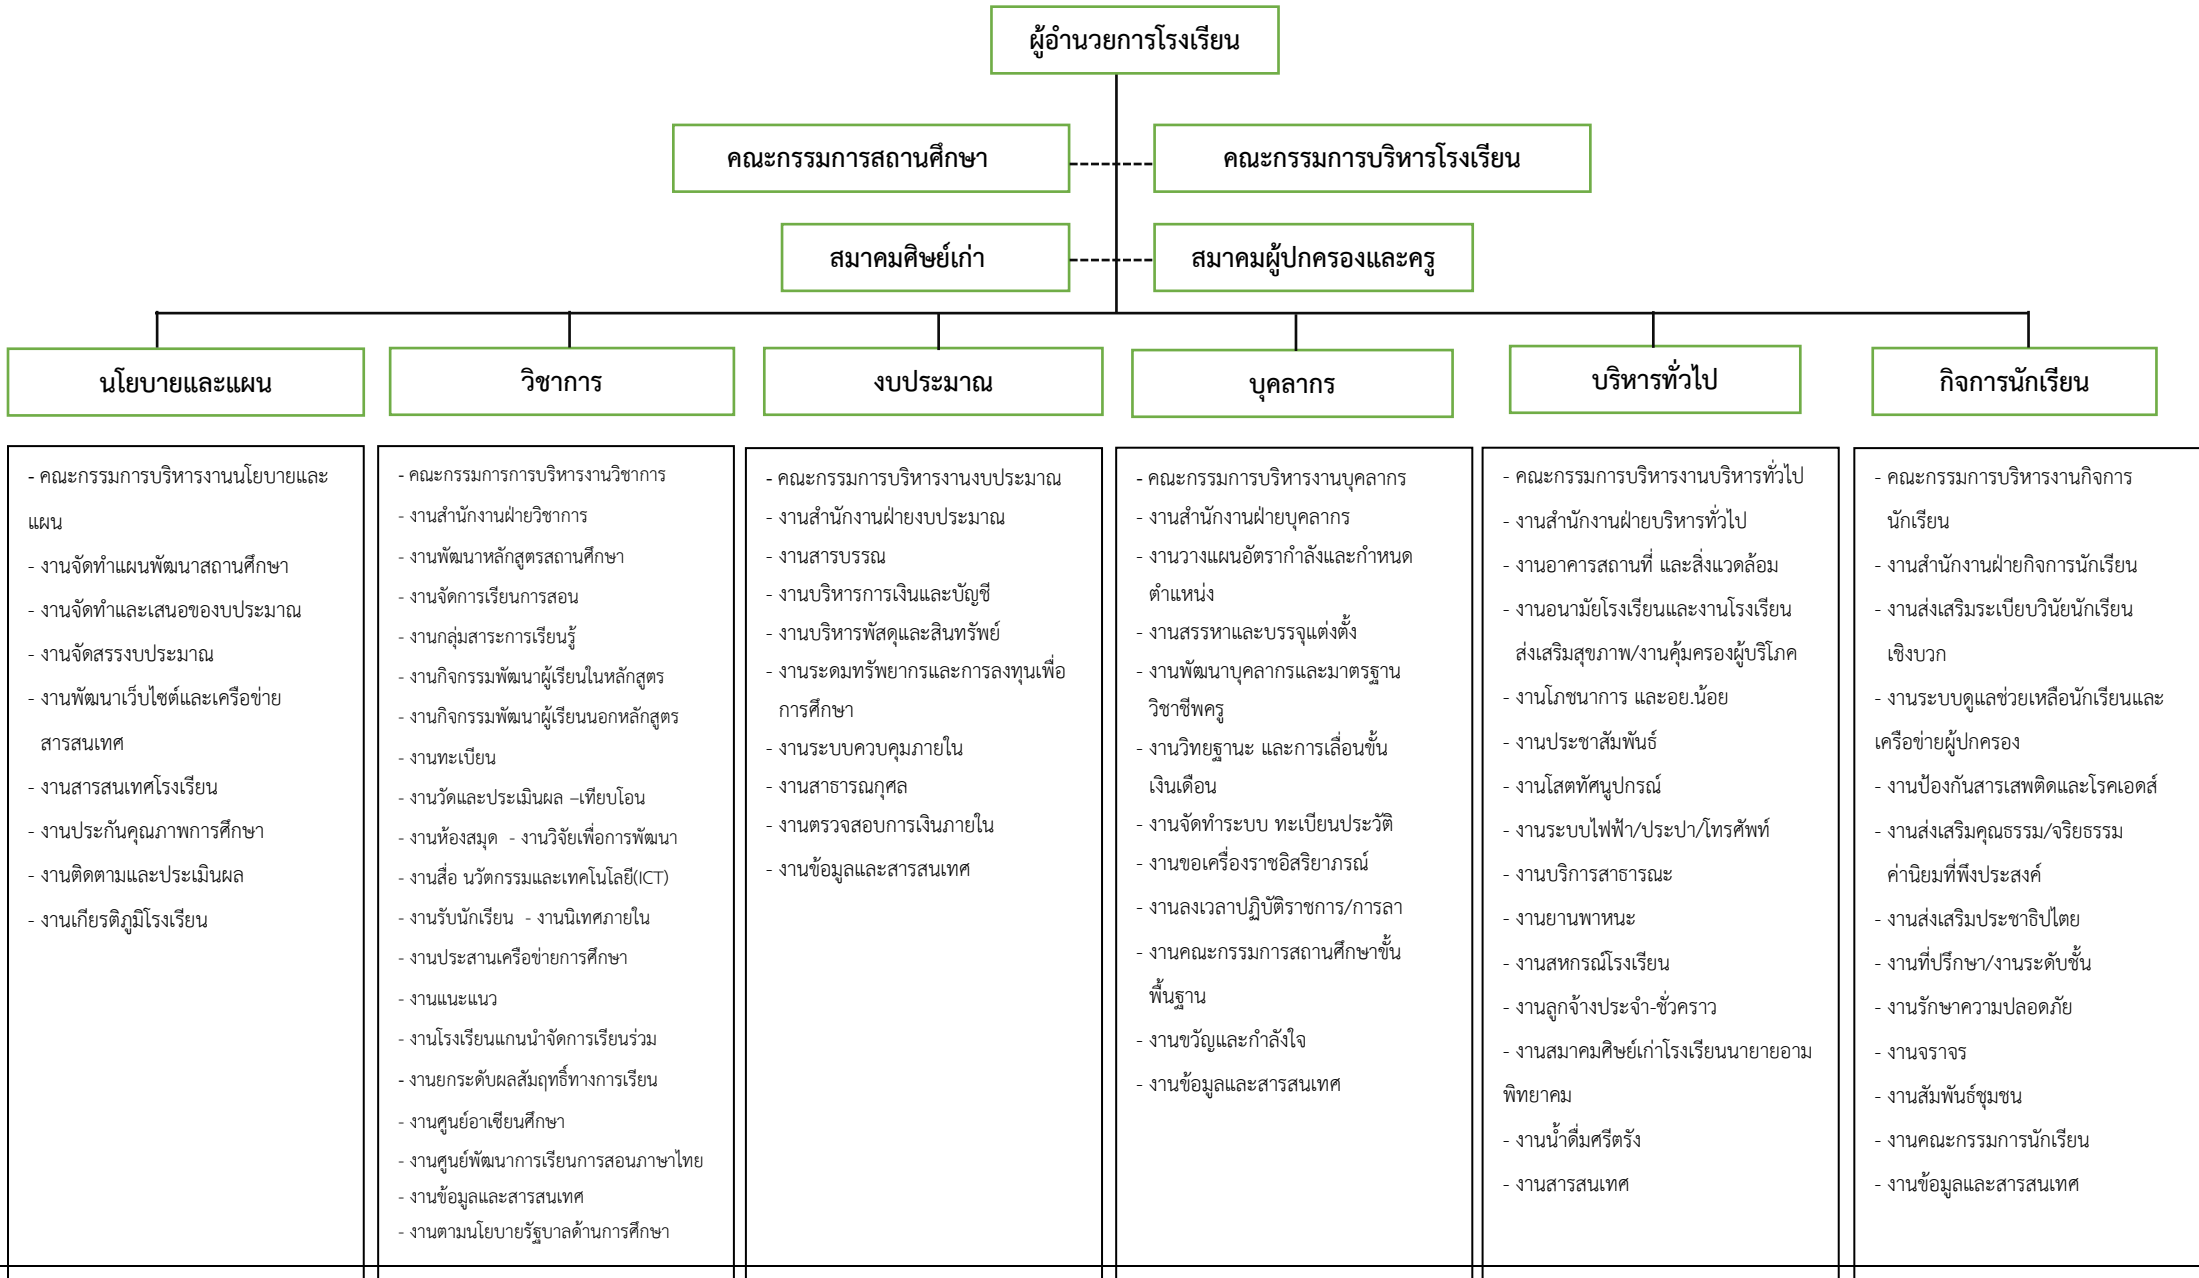 ผู้อำนวยการโรงเรียน
คณะกรรมการสถานศึกษา
คณะกรรมการบริหารโรงเรียน
สมาคมศิษย์เก่า
สมาคมผู้ปกครองและครู
นโยบายและแผน
วิชาการ
งบประมาณ
บุคลากร
บริหารทั่วไป
กิจการนักเรียน
- คณะกรรมการบริหารงานนโยบายและ
แผน
- งานจัดทำแผนพัฒนาสถานศึกษา
- งานจัดทำและเสนอของบประมาณ
- งานจัดสรรงบประมาณ
- งานพัฒนาเว็บไซต์และเครือข่าย
สารสนเทศ
- งานสารสนเทศโรงเรียน
- งานประกันคุณภาพการศึกษา
- งานติดตามและประเมินผล
- งานเกียรติภูมิโรงเรียน
- คณะกรรมการการบริหารงานวิชาการ
- งานสำนักงานฝ่ายวิชาการ
- งานพัฒนาหลักสูตรสถานศึกษา
- งานจัดการเรียนการสอน
- งานกลุ่มสาระการเรียนรู้
- งานกิจกรรมพัฒนาผู้เรียนในหลักสูตร
- งานกิจกรรมพัฒนาผู้เรียนนอกหลักสูตร
- งานทะเบียน
- งานวัดและประเมินผล –เทียบโอน
- งานห้องสมุด - งานวิจัยเพื่อการพัฒนา
- งานสื่อ นวัตกรรมและเทคโนโลยี(ICT)
- งานรับนักเรียน - งานนิเทศภายใน
- งานประสานเครือข่ายการศึกษา
- งานแนะแนว
- งานโรงเรียนแกนนำจัดการเรียนร่วม
- งานยกระดับผลสัมฤทธิ์ทางการเรียน
- งานศูนย์อาเซียนศึกษา
- งานศูนย์พัฒนาการเรียนการสอนภาษาไทย
- งานข้อมูลและสารสนเทศ
- งานตามนโยบายรัฐบาลด้านการศึกษา
- คณะกรรมการบริหารงานงบประมาณ
- งานสำนักงานฝ่ายงบประมาณ
- งานสารบรรณ
- งานบริหารการเงินและบัญชี
- งานบริหารพัสดุและสินทรัพย์
- งานระดมทรัพยากรและการลงทุนเพื่อ
การศึกษา
- งานระบบควบคุมภายใน
- งานสาธารณกุศล
- งานตรวจสอบการเงินภายใน
- งานข้อมูลและสารสนเทศ
- คณะกรรมการบริหารงานบุคลากร
- งานสำนักงานฝ่ายบุคลากร
- งานวางแผนอัตรากำลังและกำหนด
ตำแหน่ง
- งานสรรหาและบรรจุแต่งตั้ง
- งานพัฒนาบุคลากรและมาตรฐาน
วิชาชีพครู
- งานวิทยฐานะ และการเลื่อนขั้น
เงินเดือน
- งานจัดทำระบบ ทะเบียนประวัติ
- งานขอเครื่องราชอิสริยาภรณ์
- งานลงเวลาปฏิบัติราชการ/การลา
- งานคณะกรรมการสถานศึกษาขั้น
พื้นฐาน
- งานขวัญและกำลังใจ
- งานข้อมูลและสารสนเทศ
- คณะกรรมการบริหารงานบริหารทั่วไป
- งานสำนักงานฝ่ายบริหารทั่วไป
- งานอาคารสถานที่ และสิ่งแวดล้อม
- งานอนามัยโรงเรียนและงานโรงเรียน
ส่งเสริมสุขภาพ/งานคุ้มครองผู้บริโภค
- งานโภชนาการ และอย.น้อย
- งานประชาสัมพันธ์
- งานโสตทัศนูปกรณ์
- งานระบบไฟฟ้า/ประปา/โทรศัพท์
- งานบริการสาธารณะ
- งานยานพาหนะ
- งานสหกรณ์โรงเรียน
- งานลูกจ้างประจำ-ชั่วคราว
- งานสมาคมศิษย์เก่าโรงเรียนนายายอาม
พิทยาคม
- งานน้ำดื่มศรีตรัง
- งานสารสนเทศ
- คณะกรรมการบริหารงานกิจการ
นักเรียน
- งานสำนักงานฝ่ายกิจการนักเรียน
- งานส่งเสริมระเบียบวินัยนักเรียน
เชิงบวก
- งานระบบดูแลช่วยเหลือนักเรียนและ
เครือข่ายผู้ปกครอง
- งานป้องกันสารเสพติดและโรคเอดส์
- งานส่งเสริมคุณธรรม/จริยธรรม
ค่านิยมที่พึงประสงค์
- งานส่งเสริมประชาธิปไตย
- งานที่ปรึกษา/งานระดับชั้น
- งานรักษาความปลอดภัย
- งานจราจร
- งานสัมพันธ์ชุมชน
- งานคณะกรรมการนักเรียน
- งานข้อมูลและสารสนเทศ